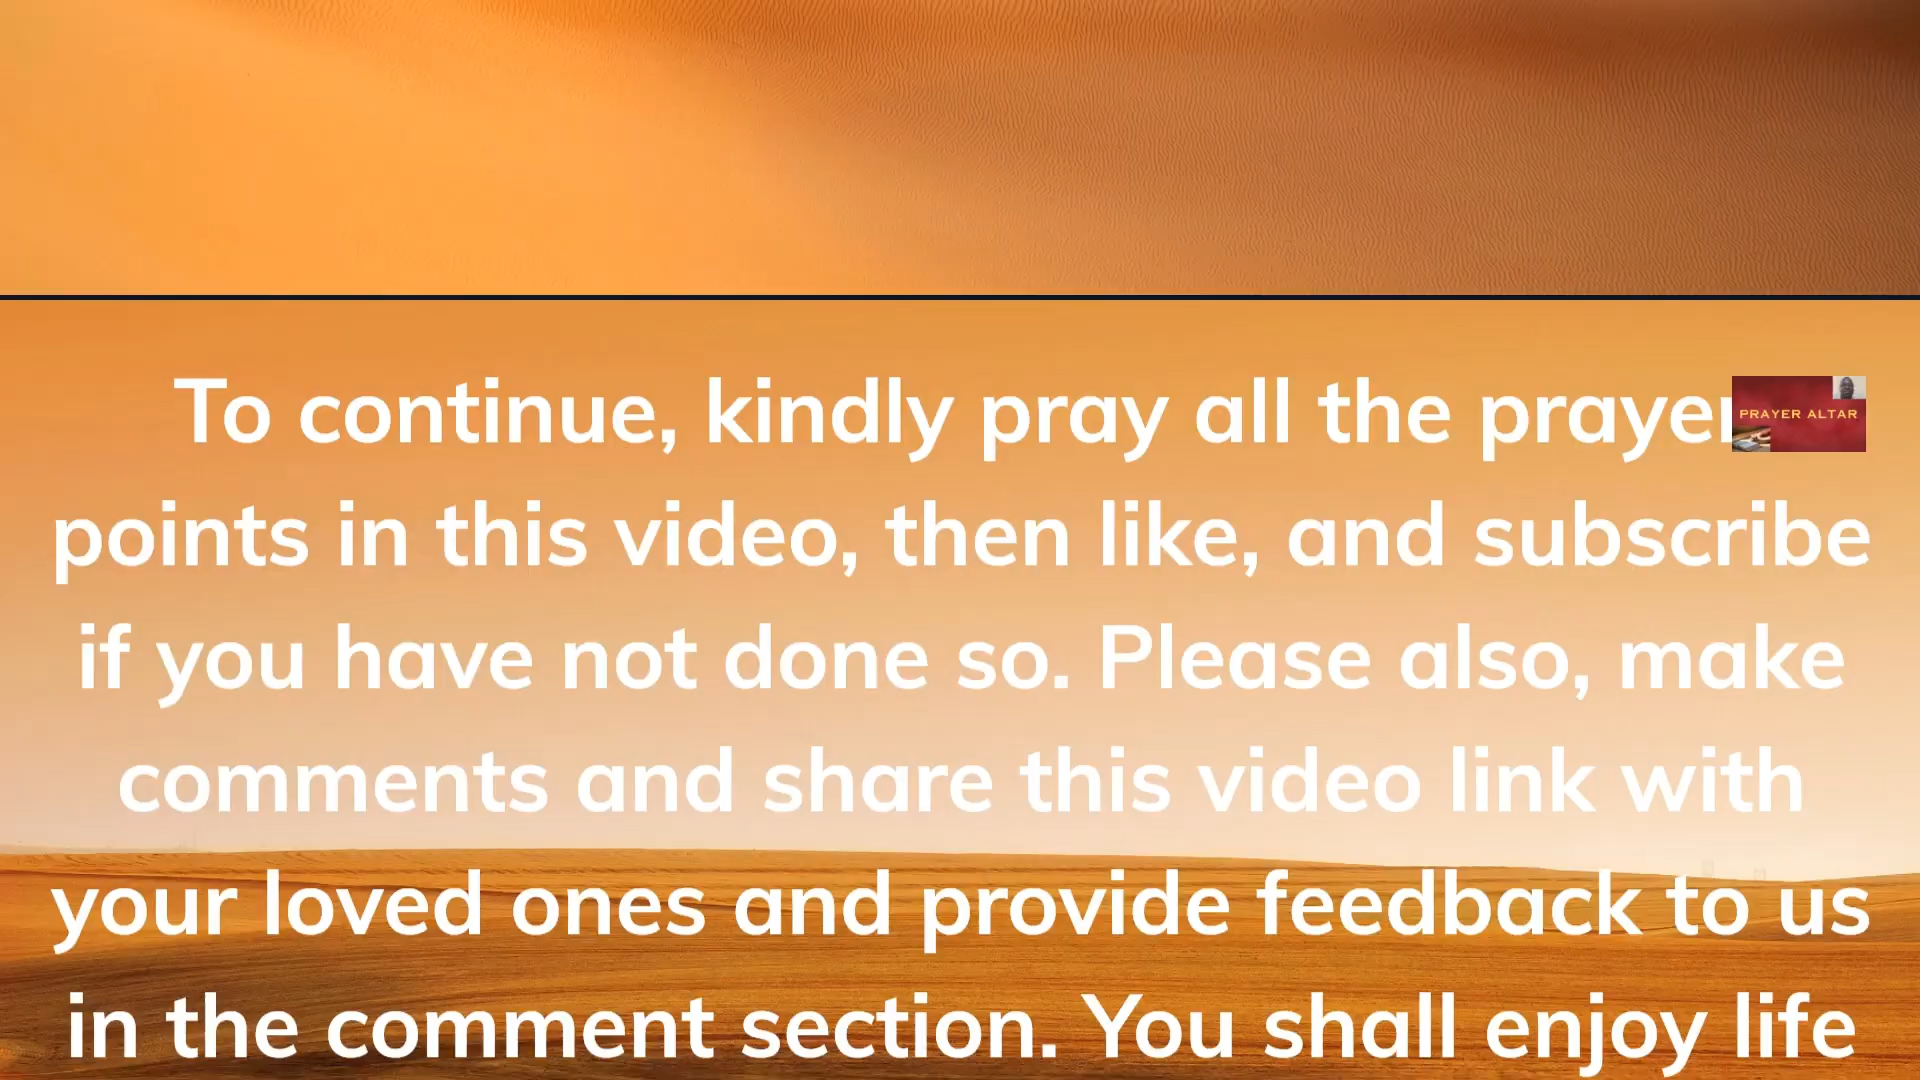 To continue, kindly pray all the prayer
PRAYER ALTAR
points in this video, then like, and subscribe
if you have not done so. Please also, make
comments and share this video link with
your loved ones and provide feedback to us
in the comment section. You shall enjoy life